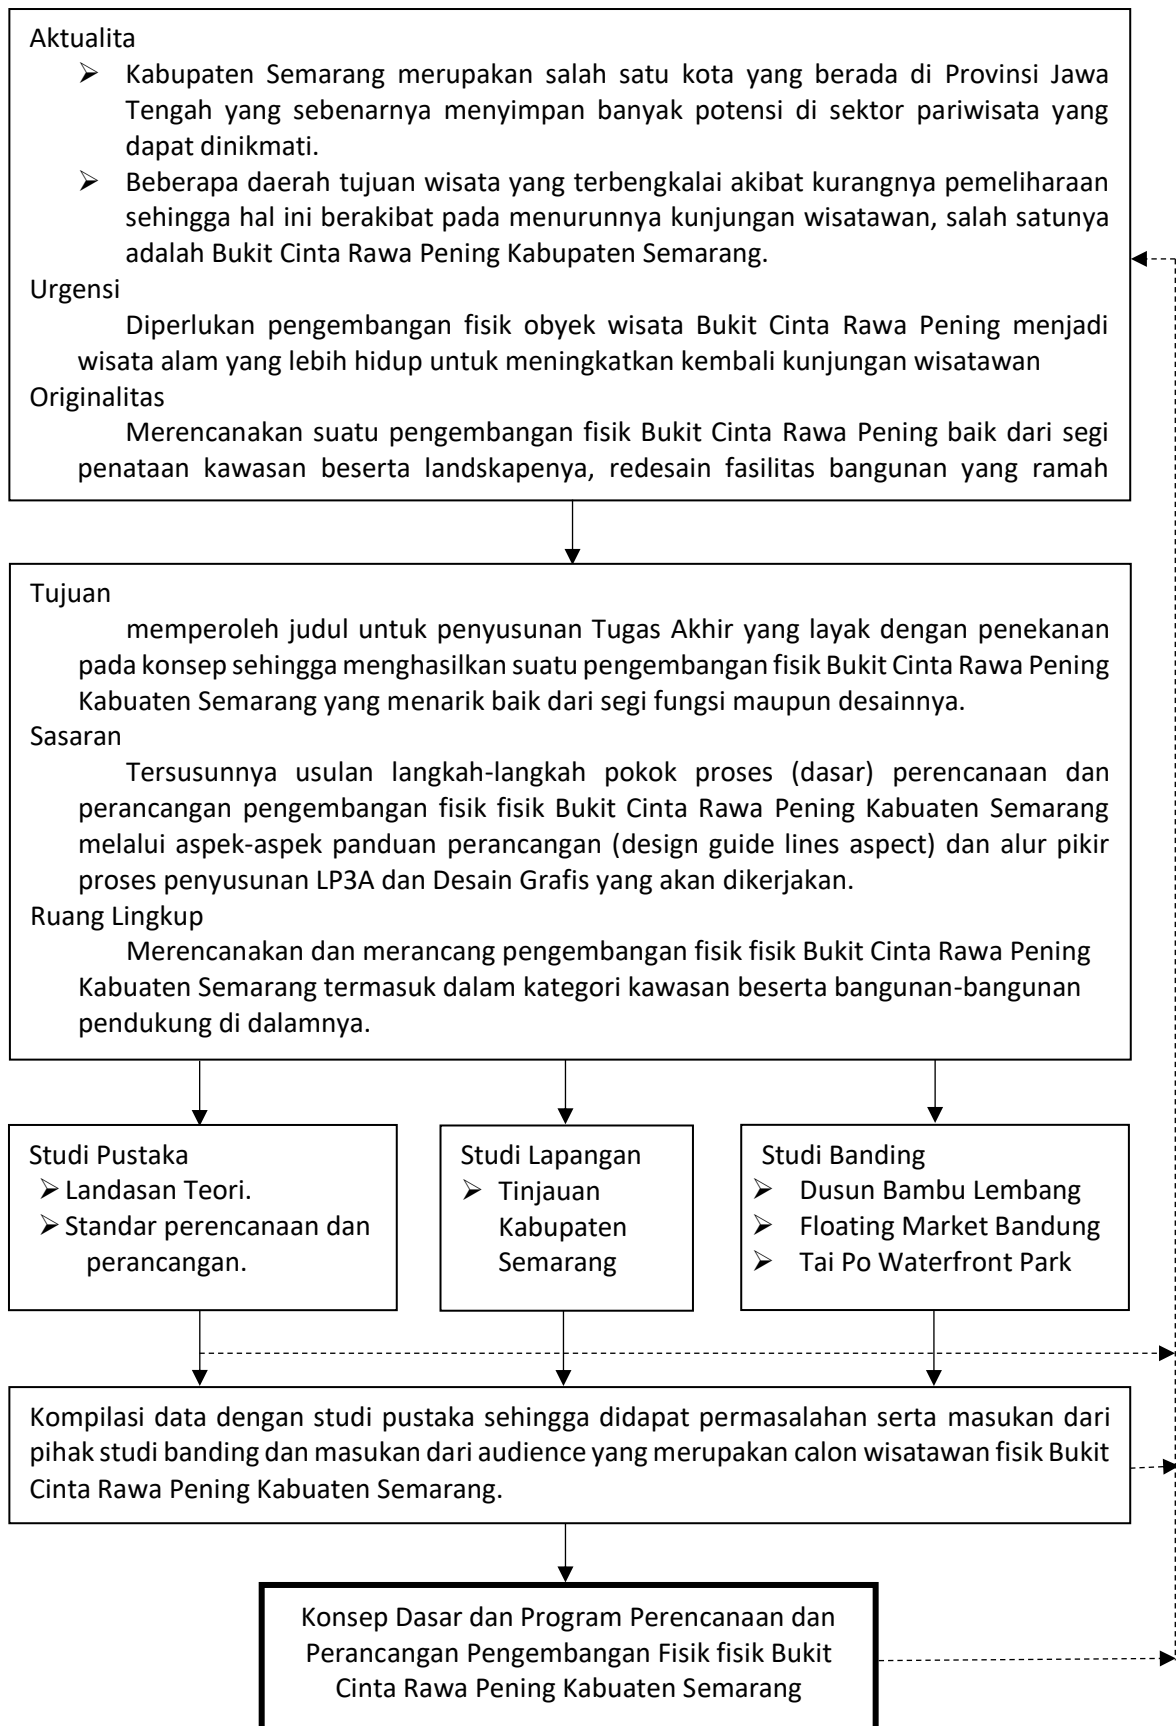 Aktualita
➢ Kabupaten Semarang merupakan salah satu kota yang berada di Provinsi Jawa
Tengah yang sebenarnya menyimpan banyak potensi di sektor pariwisata yang
dapat dinikmati.
➢ Beberapa daerah tujuan wisata yang terbengkalai akibat kurangnya pemeliharaan
sehingga hal ini berakibat pada menurunnya kunjungan wisatawan, salah satunya
adalah Bukit Cinta Rawa Pening Kabupaten Semarang.
Urgensi
Diperlukan pengembangan fisik obyek wisata Bukit Cinta Rawa Pening menjadi
wisata alam yang lebih hidup untuk meningkatkan kembali kunjungan wisatawan
Originalitas
Merencanakan suatu pengembangan fisik Bukit Cinta Rawa Pening baik dari segi
penataan kawasan beserta landskapenya, redesain fasilitas bangunan yang ramah
Tujuan
memperoleh judul untuk penyusunan Tugas Akhir yang layak dengan penekanan
pada konsep sehingga menghasilkan suatu pengembangan fisik Bukit Cinta Rawa Pening
Kabuaten Semarang yang menarik baik dari segi fungsi maupun desainnya.
Sasaran
Tersusunnya usulan langkah-langkah pokok proses (dasar) perencanaan dan
perancangan pengembangan fisik fisik Bukit Cinta Rawa Pening Kabuaten Semarang
melalui aspek-aspek panduan perancangan (design guide lines aspect) dan alur pikir
proses penyusunan LP3A dan Desain Grafis yang akan dikerjakan.
Ruang Lingkup
Merencanakan dan merancang pengembangan fisik fisik Bukit Cinta Rawa Pening
Kabuaten Semarang termasuk dalam kategori kawasan beserta bangunan-bangunan
pendukung di dalamnya.
Studi Pustaka
➢ Landasan Teori.
➢ Standar perencanaan dan
perancangan.
Studi Lapangan
➢ Tinjauan
Kabupaten
Semarang
Studi Banding
➢ Dusun Bambu Lembang
➢ Floating Market Bandung
➢ Tai Po Waterfront Park
Kompilasi data dengan studi pustaka sehingga didapat permasalahan serta masukan dari
pihak studi banding dan masukan dari audience yang merupakan calon wisatawan fisik Bukit
Cinta Rawa Pening Kabuaten Semarang.
Konsep Dasar dan Program Perencanaan dan
Perancangan Pengembangan Fisik fisik Bukit
Cinta Rawa Pening Kabuaten Semarang